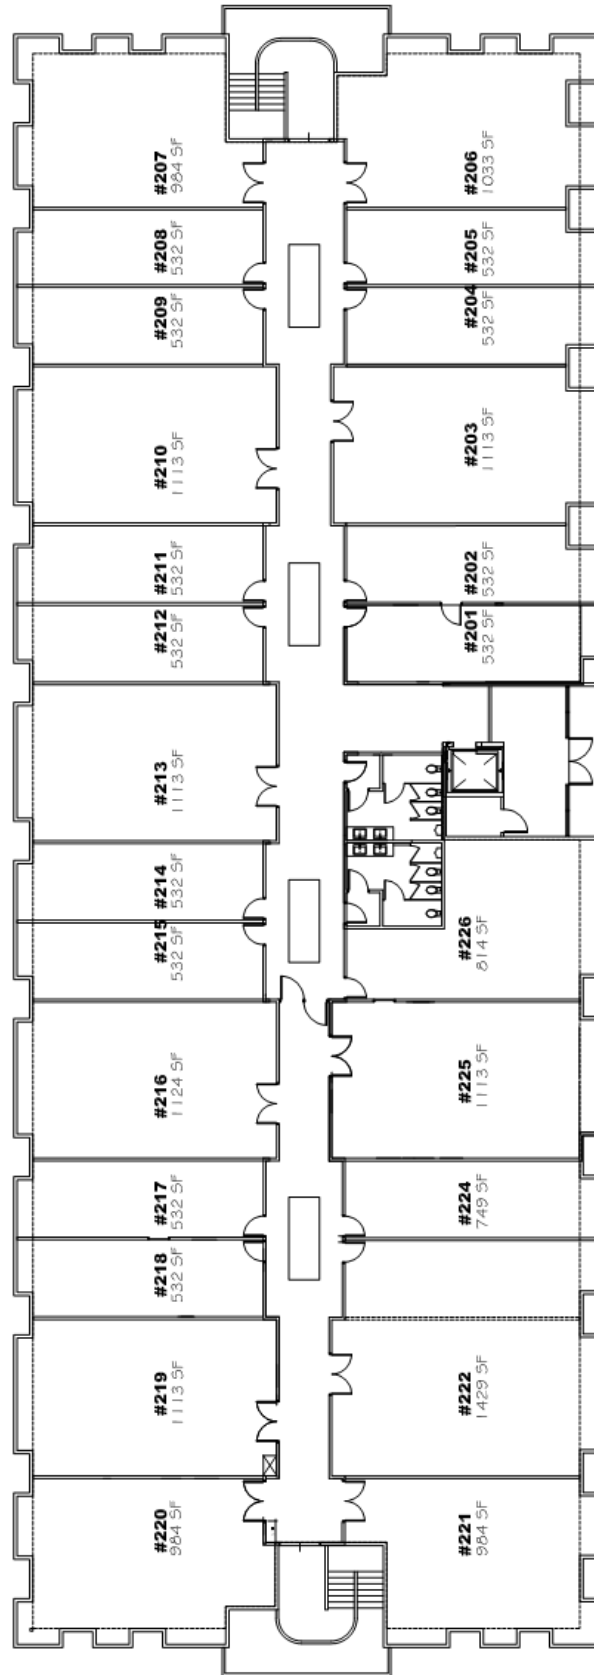 #207
984 SF
#206
1033 SF
#208
532 SF
#205
532 SF
#209
532 SF
#204
532 SF
#210
1113 SF
#203
1113 SF
#211
532 SF
#202
532 SF
#212
532 SF
#201
532 SF
#213
1113 SF
#214
532 SF
#215
532 SF
#226
814 SF
#216
1124 SF
#225
1113 SF
#217
532 SF
#224
749 SF
#218
532 SF
#219
1113 SF
#222
1429 SF
#220
984 SF
#221
984 SF